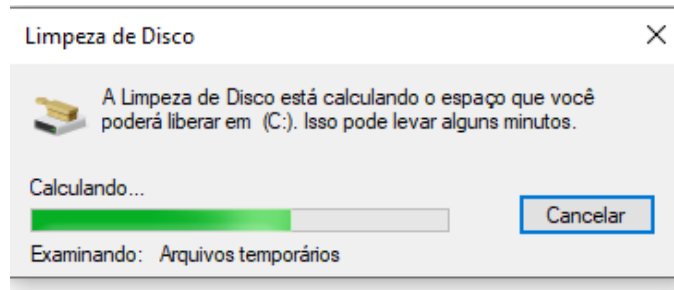 Limpeza de Disco
A Limpeza de Disco está calculando o espaço que você
poderá liberar em (C:). Isso pode levar alguns minutos.
Calculando...
Cancelar
Examinando: Arquivos temporários